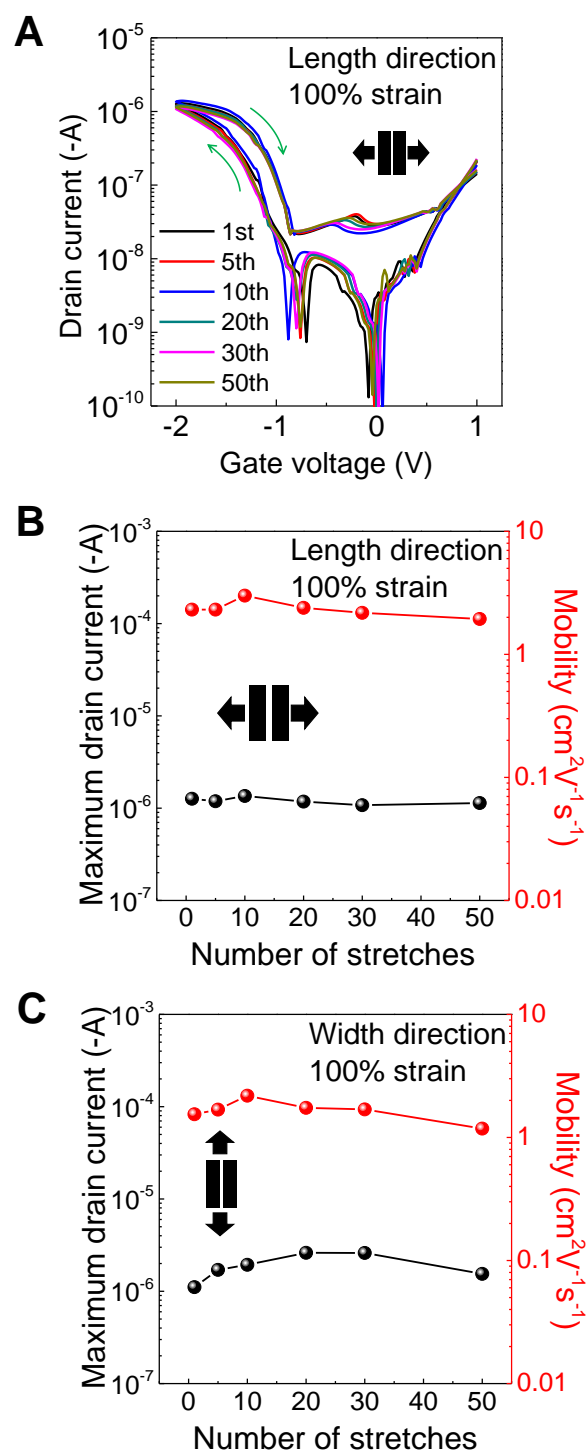 A
Length direction
100% strain
Drain current (-A)
10⁻⁵
10⁻⁶
10⁻⁷
10⁻⁸
10⁻⁹
10⁻¹⁰
1st
5th
10th
20th
30th
50th
-2 -1 0 1
Gate voltage (V)
B
Length direction
100% strain
Maximum drain current (-A)
10⁻³
10⁻⁴
10⁻⁵
10⁻⁶
10⁻⁷
10
1
0.1
0.01
Mobility (cm²V⁻¹s⁻¹)
0 10 20 30 40 50
Number of stretches
C
Width direction
100% strain
Maximum drain current (-A)
10⁻³
10⁻⁴
10⁻⁵
10⁻⁶
10⁻⁷
10
1
0.1
0.01
Mobility (cm²V⁻¹s⁻¹)
0 10 20 30 40 50
Number of stretches